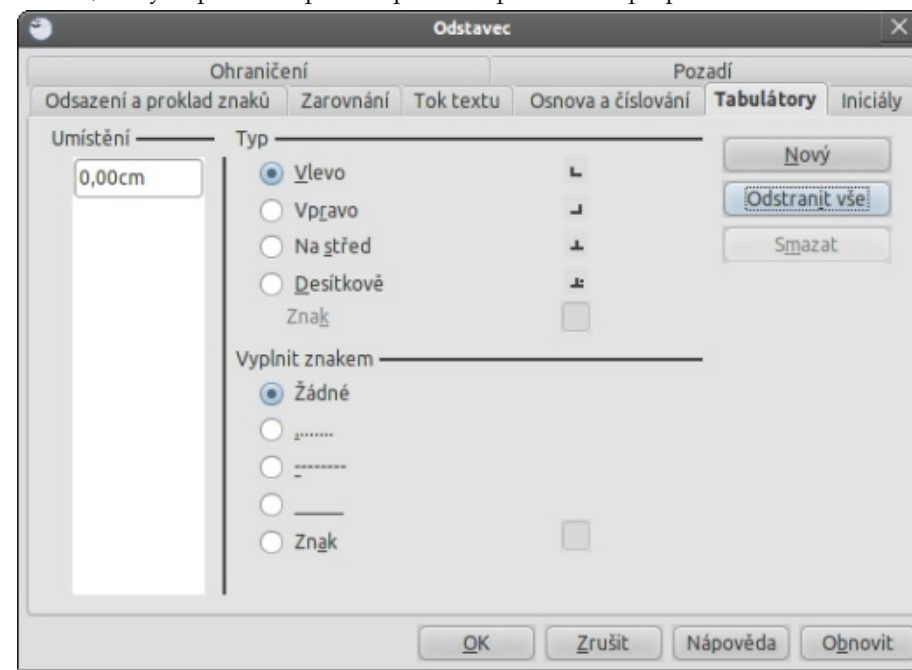 Odstavec
Ohraničení Pozadí
Odsazení a proklad znaků Zarovnání Tok textu Osnova a číslování Tabulátory Iniciály
Umístění Typ
0,00cm
Vlevo
Vpravo
Na střed
Desítkově
Znak
Nový
Odstranit vše
Smazat
Vyplnit znakem
Žádné
,.......
--------
_____
Znak
OK Zrušit Nápověda Obnovit